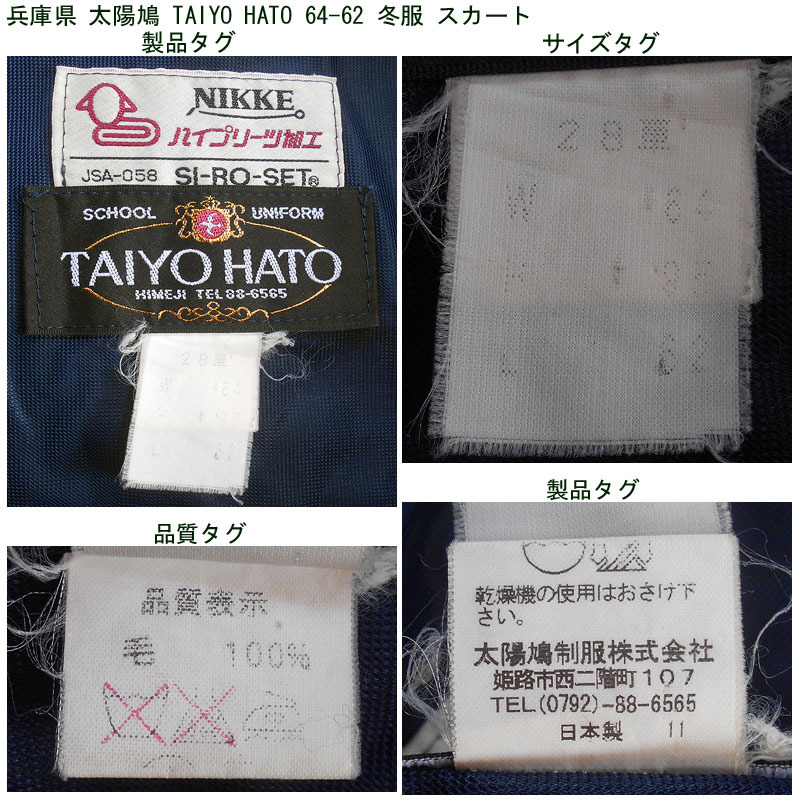 兵庫県 太陽鳩 TAIYO HATO 64-62 冬服 スカート
製品タグ
NIKKE
ハイプリーツ加工
JSA-058 SI-RO-SET®
SCHOOL UNIFORM
TAIYO HATO
HIMEJI TEL 88-6565
28
W
L 62
サイズタグ
28
W 64
L
品質タグ
品質表示
毛 100%
製品タグ
乾燥機の使用はおさけ下
さい。
太陽鳩制服株式会社
姫路市西二階町107
TEL(0792)-88-6565
日本製 11